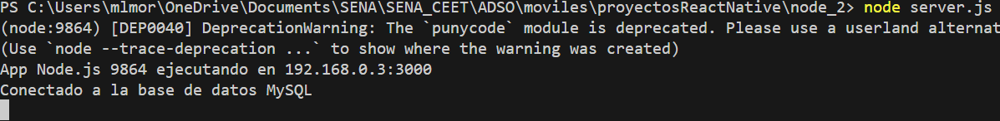 PS C:\Users\mlmor\OneDrive\Documents\SENA\SENA_CEET\ADSO\moviles\proyectosReactNative\node_2> node server.js
(node:9864) [DEP0040] DeprecationWarning: The `punycode` module is deprecated. Please use a userland alternat
(Use `node --trace-deprecation ...` to show where the warning was created)
App Node.js 9864 ejecutando en 192.168.0.3:3000
Conectado a la base de datos MySQL